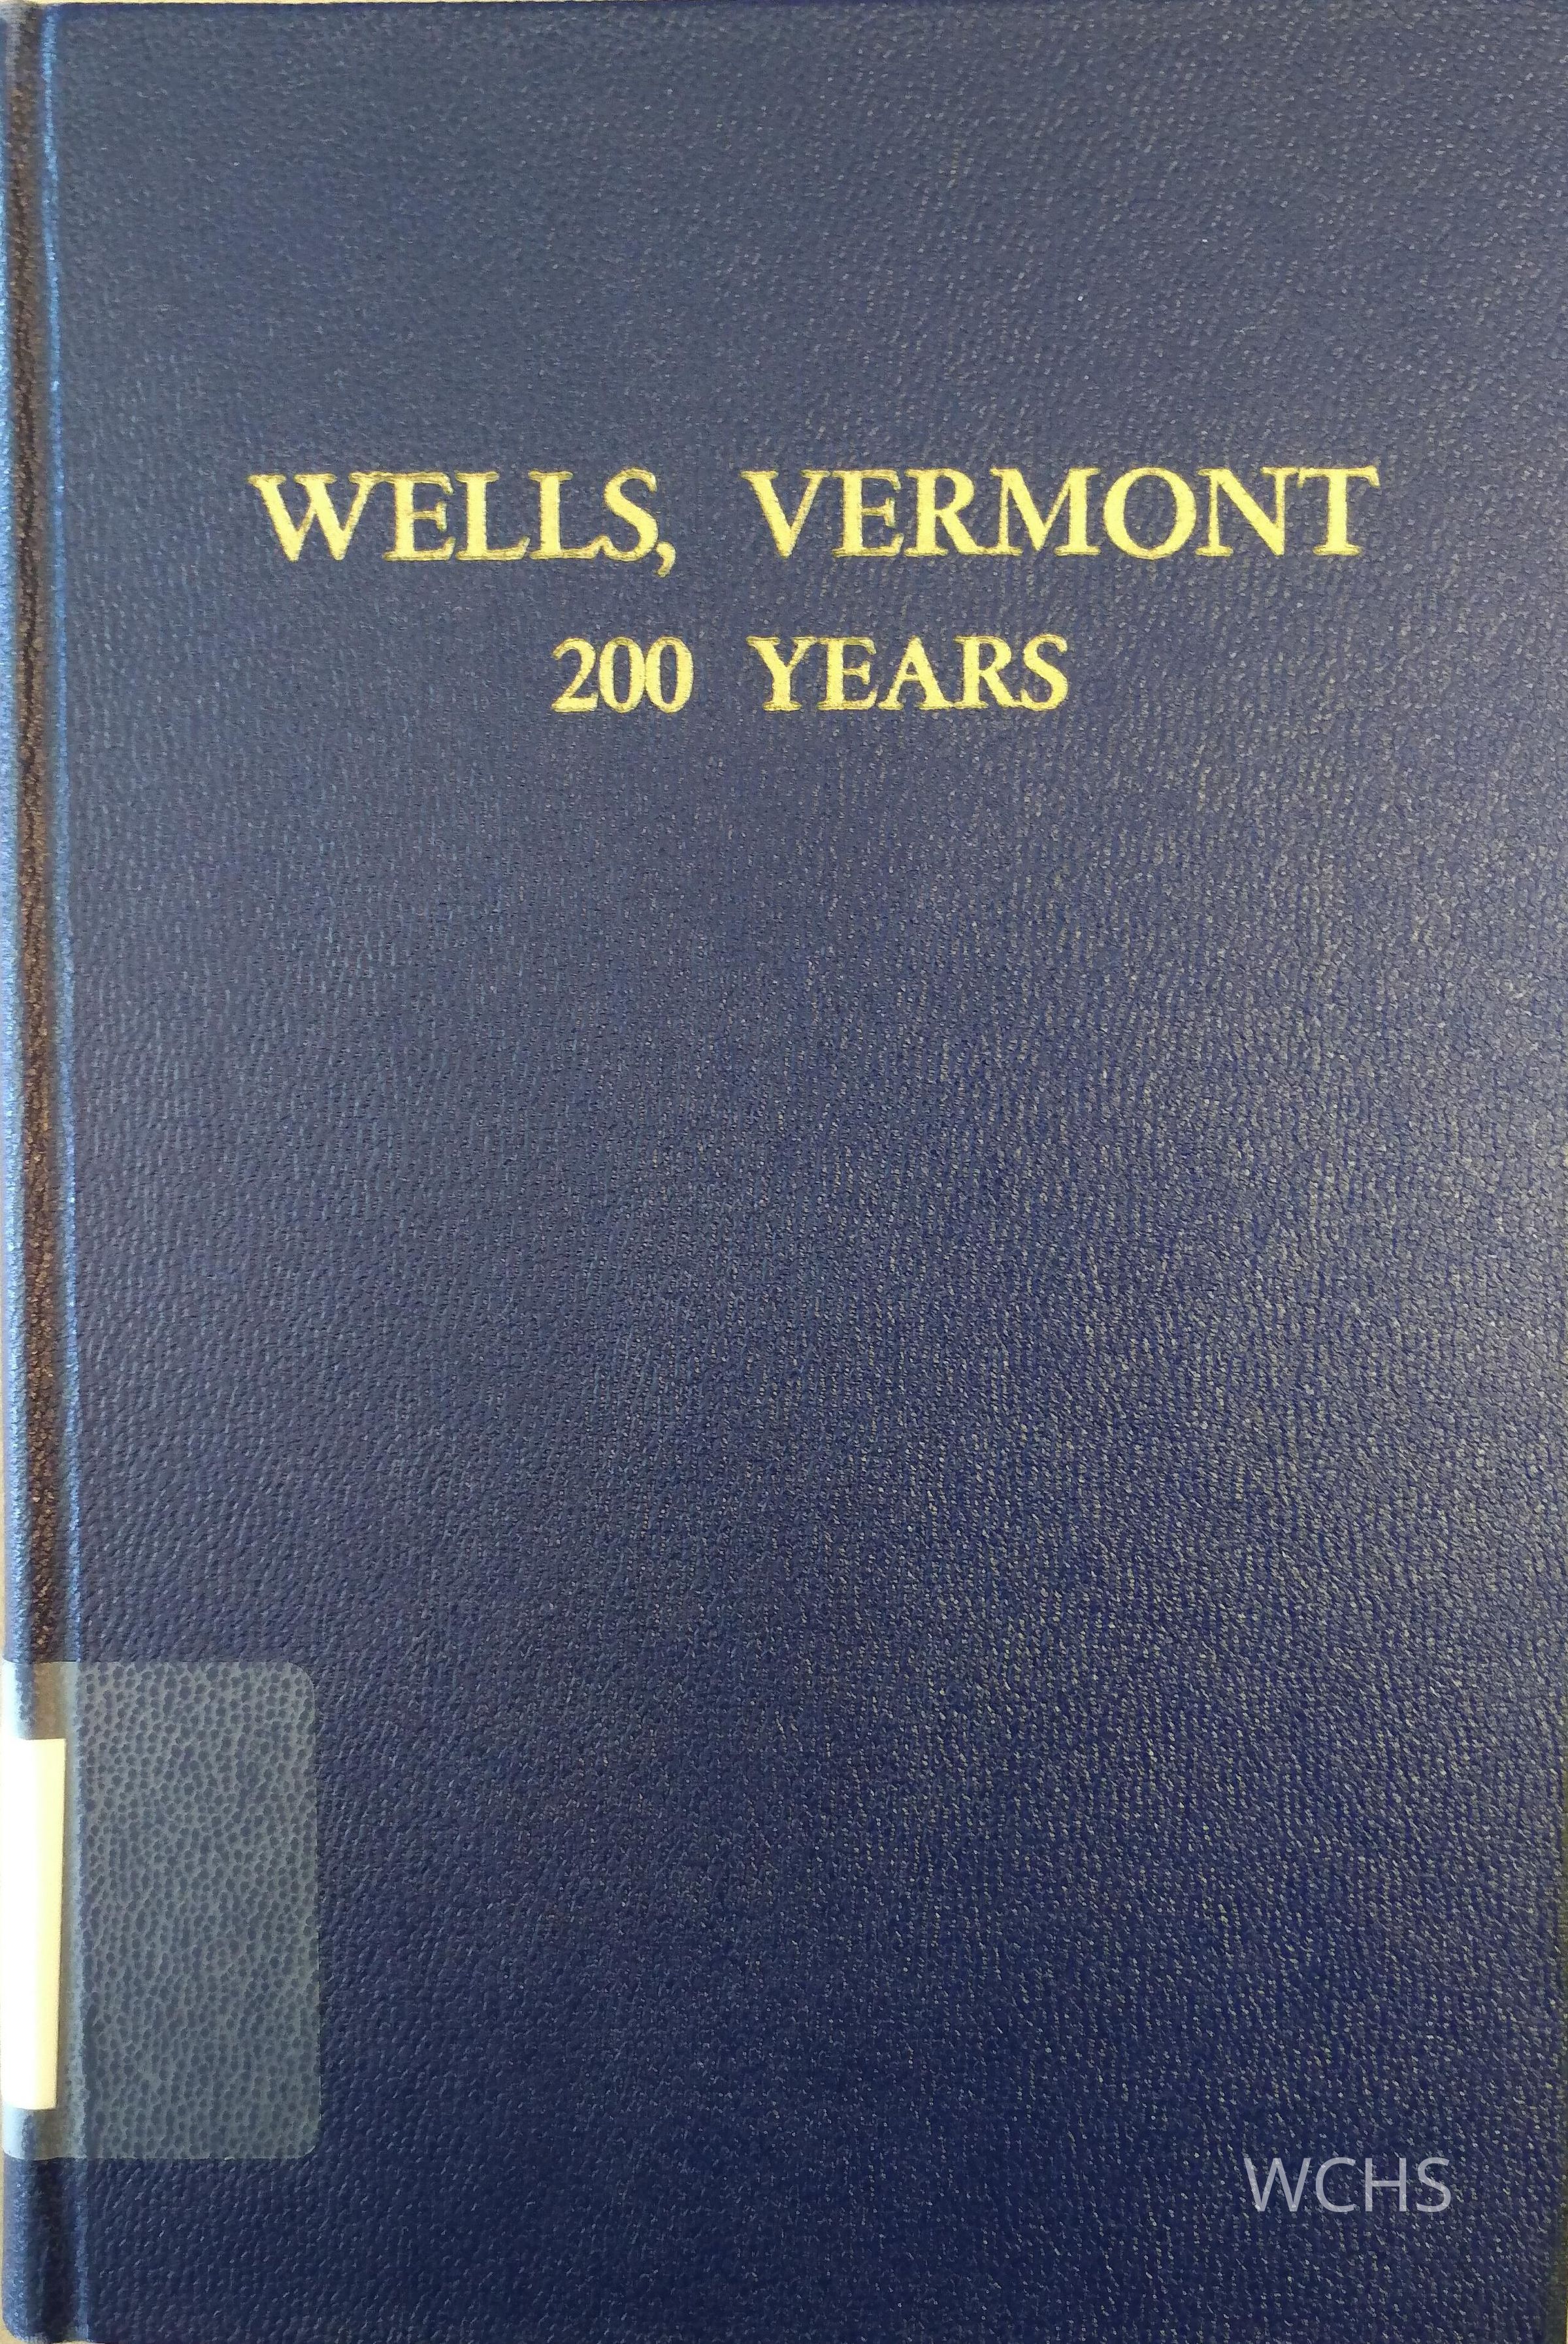 WELLS, VERMONT
200 YEARS
WCHS